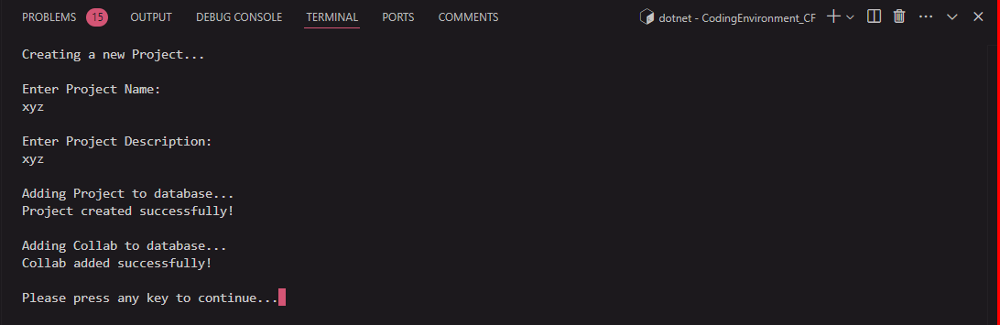 PROBLEMS 15 OUTPUT DEBUG CONSOLE TERMINAL PORTS COMMENTS dotnet - CodingEnvironment_CF
Creating a new Project...
Enter Project Name:
xyz
Enter Project Description:
xyz
Adding Project to database...
Project created successfully!
Adding Collab to database...
Collab added successfully!
Please press any key to continue...